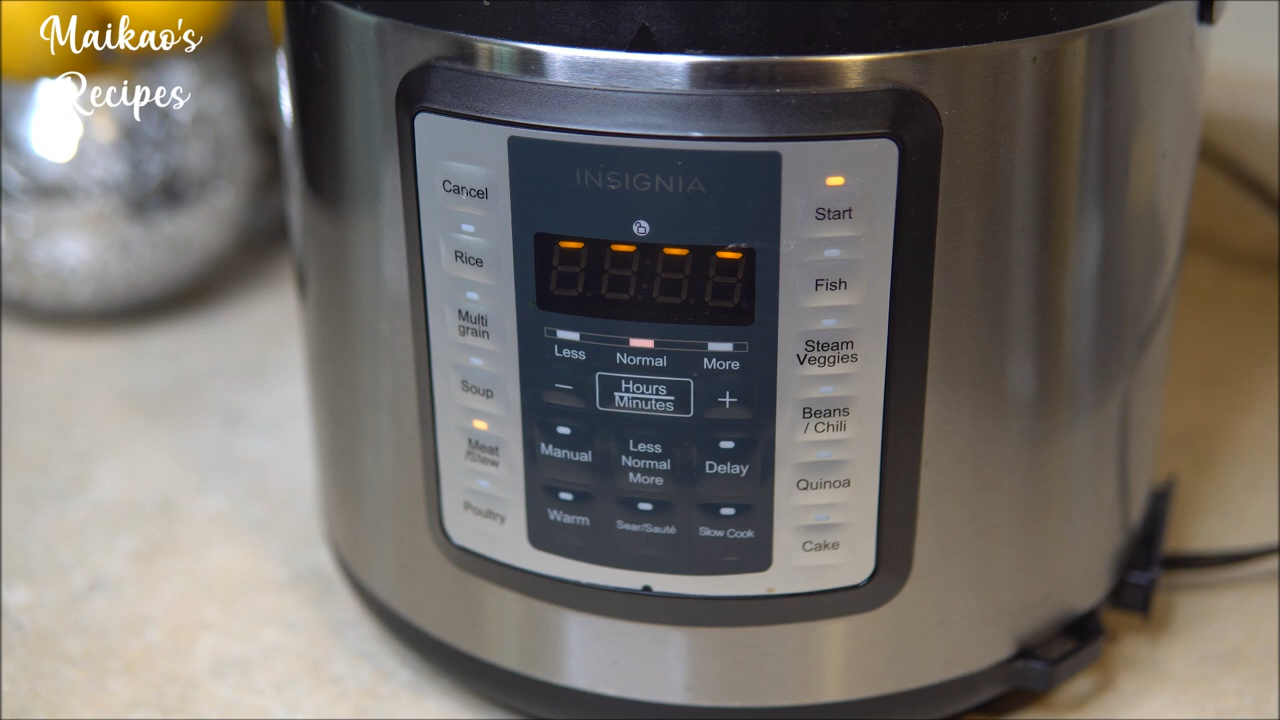 Maikao's
Recipes
INSIGNIA
Cancel
Rice
Multi
grain
Soup
Meat
/Stew
Poultry
Less
Normal
More
−
Hours
Minutes
+
Manual
Less
Normal
More
Delay
Warm
Sear/Sauté
Slow Cook
Start
Fish
Steam
Veggies
Beans
/ Chili
Quinoa
Cake